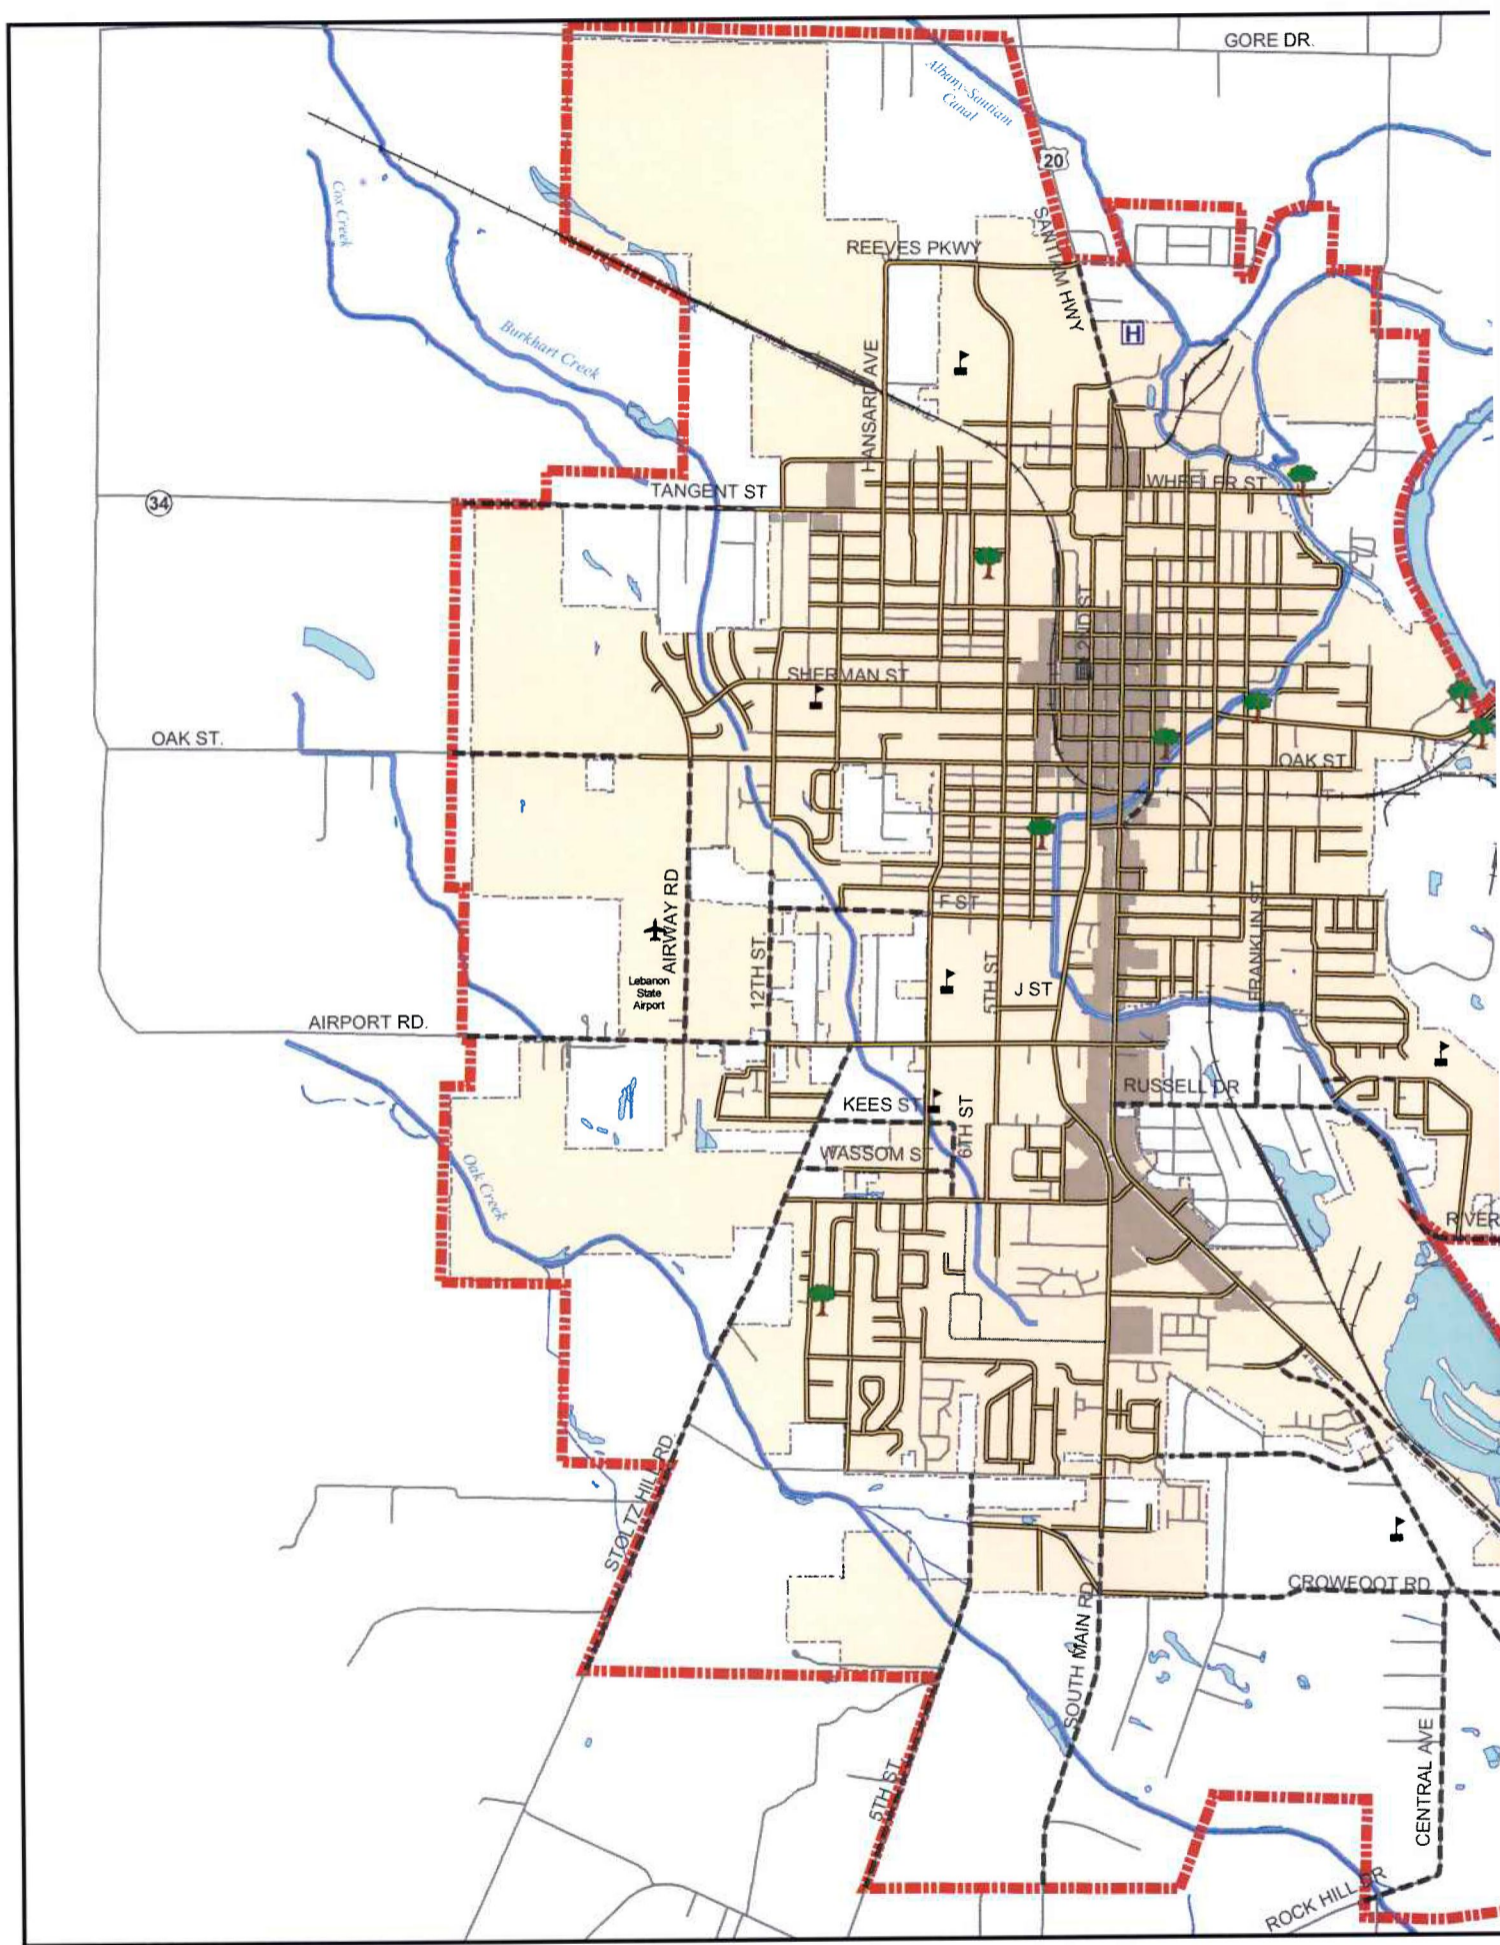 GORE DR.
Albany-Santiam
Canal
20
Cox Creek
SANTIAM HWY
REEVES PKWY
H
Burkhart Creek
HANSARD AVE
TANGENT ST
WHEELER ST
34
2ND ST
SHERMAN ST
OAK ST.
OAK ST
AIRWAY RD
F ST
FRANKLIN ST
12TH ST
5TH ST
Lebanon
State
Airport
J ST
AIRPORT RD.
RUSSELL DR
KEES ST
6TH ST
WASSOM S
Oak Creek
RIVER
STOLTZ HILL RD
CROWFOOT RD
SOUTH MAIN RD
CENTRAL AVE
5TH ST
ROCK HILL DR